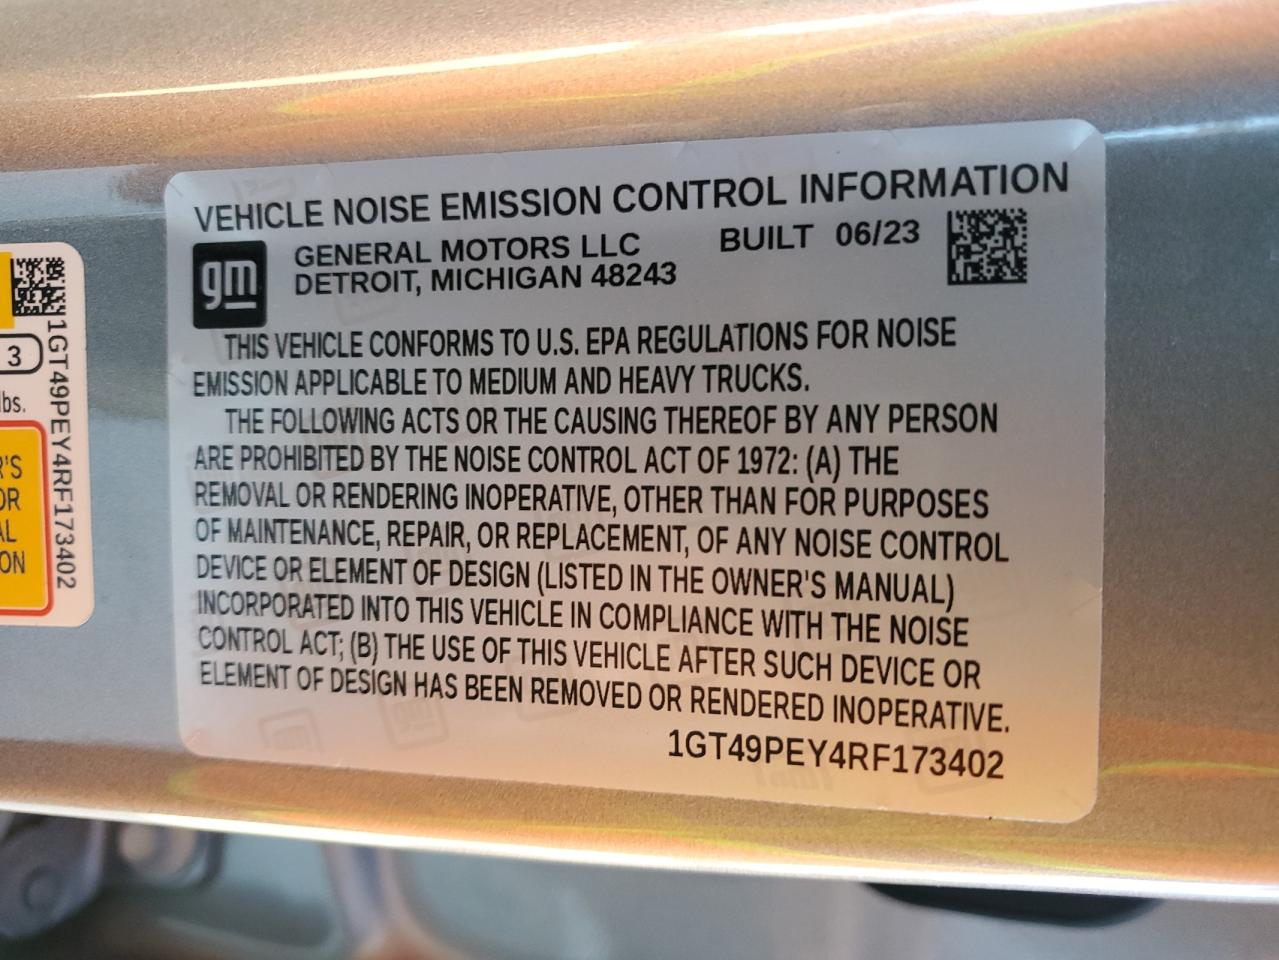 VEHICLE NOISE EMISSION CONTROL INFORMATION
gm
GENERAL MOTORS LLC
DETROIT, MICHIGAN 48243
BUILT 06/23
THIS VEHICLE CONFORMS TO U.S. EPA REGULATIONS FOR NOISE
EMISSION APPLICABLE TO MEDIUM AND HEAVY TRUCKS.
THE FOLLOWING ACTS OR THE CAUSING THEREOF BY ANY PERSON
ARE PROHIBITED BY THE NOISE CONTROL ACT OF 1972: (A) THE
REMOVAL OR RENDERING INOPERATIVE, OTHER THAN FOR PURPOSES
OF MAINTENANCE, REPAIR, OR REPLACEMENT, OF ANY NOISE CONTROL
DEVICE OR ELEMENT OF DESIGN (LISTED IN THE OWNER'S MANUAL)
INCORPORATED INTO THIS VEHICLE IN COMPLIANCE WITH THE NOISE
CONTROL ACT; (B) THE USE OF THIS VEHICLE AFTER SUCH DEVICE OR
ELEMENT OF DESIGN HAS BEEN REMOVED OR RENDERED INOPERATIVE.
1GT49PEY4RF173402
3
lbs.
R'S
OR
AL
ON
1GT49PEY4RF173402